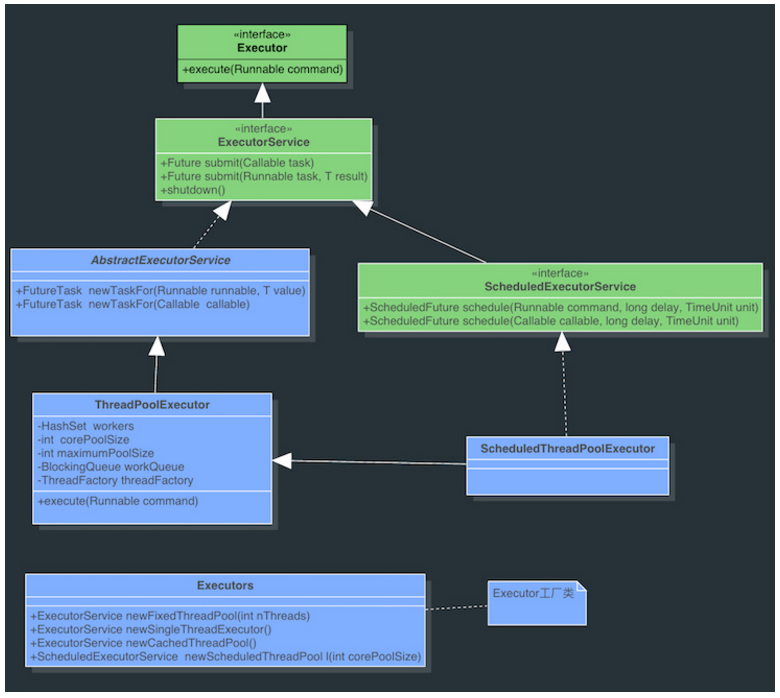 «interface»
Executor
+execute(Runnable command)
«interface»
ExecutorService
+Future submit(Callable task)
+Future submit(Runnable task, T result)
+shutdown()
AbstractExecutorService
+FutureTask newTaskFor(Runnable runnable, T value)
+FutureTask newTaskFor(Callable callable)
«interface»
ScheduledExecutorService
+ScheduledFuture schedule(Runnable command, long delay, TimeUnit unit)
+ScheduledFuture schedule(Callable callable, long delay, TimeUnit unit)
ThreadPoolExecutor
-HashSet workers
-int corePoolSize
-int maximumPoolSize
-BlockingQueue workQueue
-ThreadFactory threadFactory
+execute(Runnable command)
ScheduledThreadPoolExecutor
Executors
+ExecutorService newFixedThreadPool(int nThreads)
+ExecutorService newSingleThreadExecutor()
+ExecutorService newCachedThreadPool()
+ScheduledExecutorService newScheduledThreadPool l(int corePoolSize)
Executor工厂类